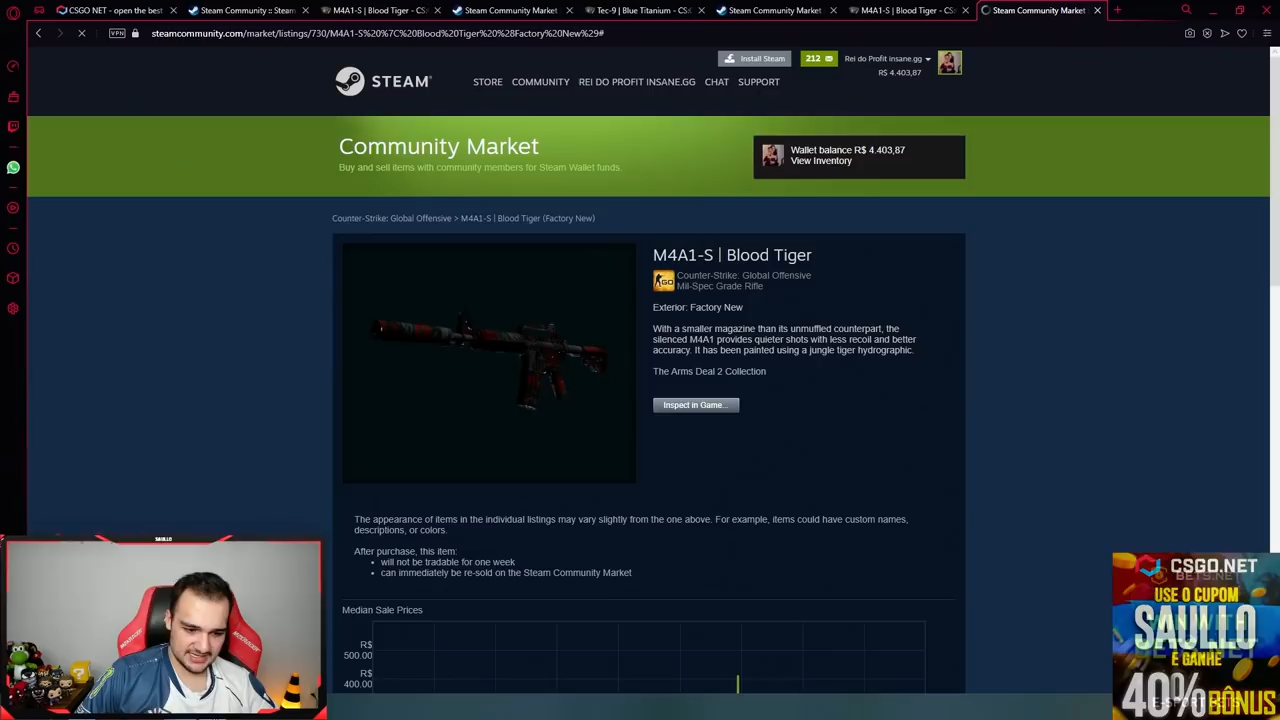 CSGO.NET - open the best
Steam Community :: Steam
M4A1-S | Blood Tiger - CS
Steam Community Market
Tec-9 | Blue Titanium - CS
Steam Community Market
M4A1-S | Blood Tiger - CS
Steam Community Market
VPN
steamcommunity.com/market/listings/730/M4A1-S%20%7C%20Blood%20Tiger%20%28Factory%20New%29#
Install Steam
212
Rei do Profit insane.gg
R$ 4.403,87
STEAM
STORE COMMUNITY REI DO PROFIT INSANE.GG CHAT SUPPORT
Community Market
Buy and sell items with community members for Steam Wallet funds.
Wallet balance R$ 4.403,87
View Inventory
Counter-Strike: Global Offensive > M4A1-S | Blood Tiger (Factory New)
M4A1-S | Blood Tiger
GO
Counter-Strike: Global Offensive
Mil-Spec Grade Rifle
Exterior: Factory New
With a smaller magazine than its unmuffled counterpart, the
silenced M4A1 provides quieter shots with less recoil and better
accuracy. It has been painted using a jungle tiger hydrographic.
The Arms Deal 2 Collection
Inspect in Game...
The appearance of items in the individual listings may vary slightly from the one above. For example, items could have custom names,
descriptions, or colors.
After purchase, this item:
will not be tradable for one week
can immediately be re-sold on the Steam Community Market
Median Sale Prices
R$
500.00
R$
400.00
SAULLO
CSGO.NET
BETS.NET
USE O CUPOM
SAULLO
E GANHE
40% BÔNUS